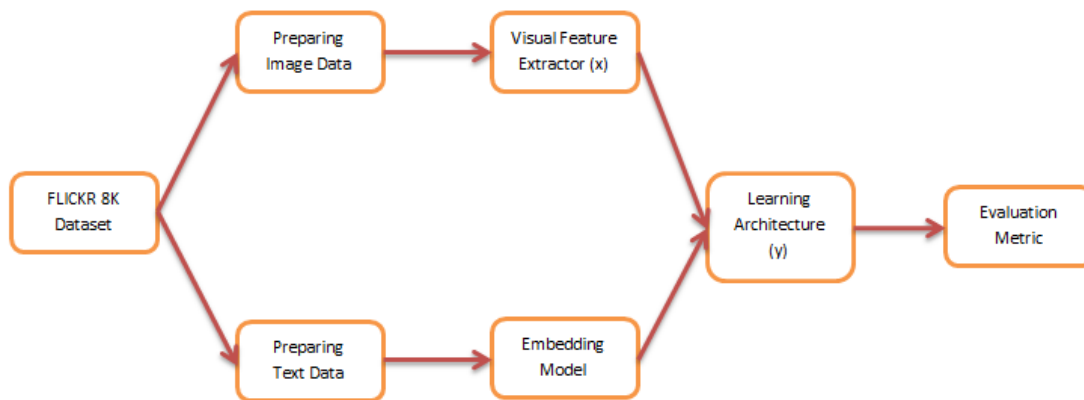 Preparing
Image Data
Visual Feature
Extractor (x)
FLICKR 8K
Dataset
Learning
Architecture
(y)
Evaluation
Metric
Preparing
Text Data
Embedding
Model